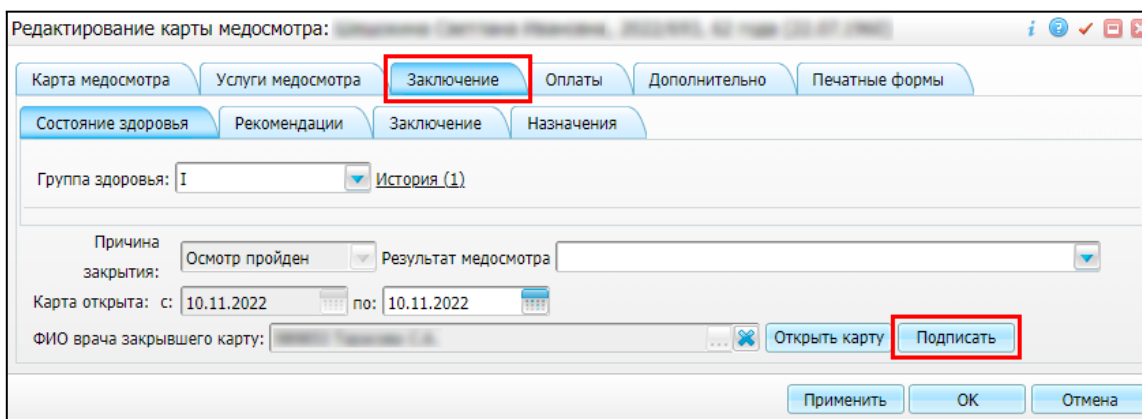 Редактирование карты медосмотра:
Карта медосмотра Услуги медосмотра Заключение Оплаты Дополнительно Печатные формы
Состояние здоровья Рекомендации Заключение Назначения
Группа здоровья: I История (1)
Причина
закрытия: Осмотр пройден Результат медосмотра
Карта открыта: с: 10.11.2022 по: 10.11.2022
ФИО врача закрывшего карту: ... Открыть карту Подписать
Применить OK Отмена